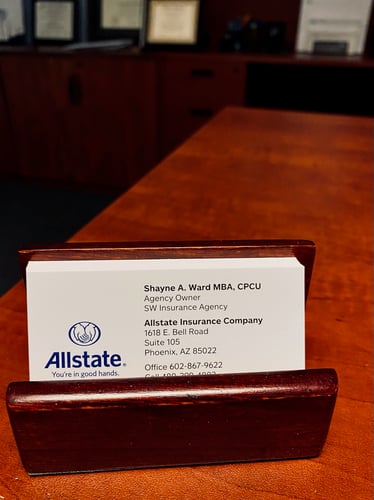 Shayne A. Ward MBA, CPCU
Agency Owner
SW Insurance Agency
Allstate Insurance Company
1618 E. Bell Road
Suite 105
Phoenix, AZ 85022
Office 602-867-9622
Allstate®
You're in good hands.